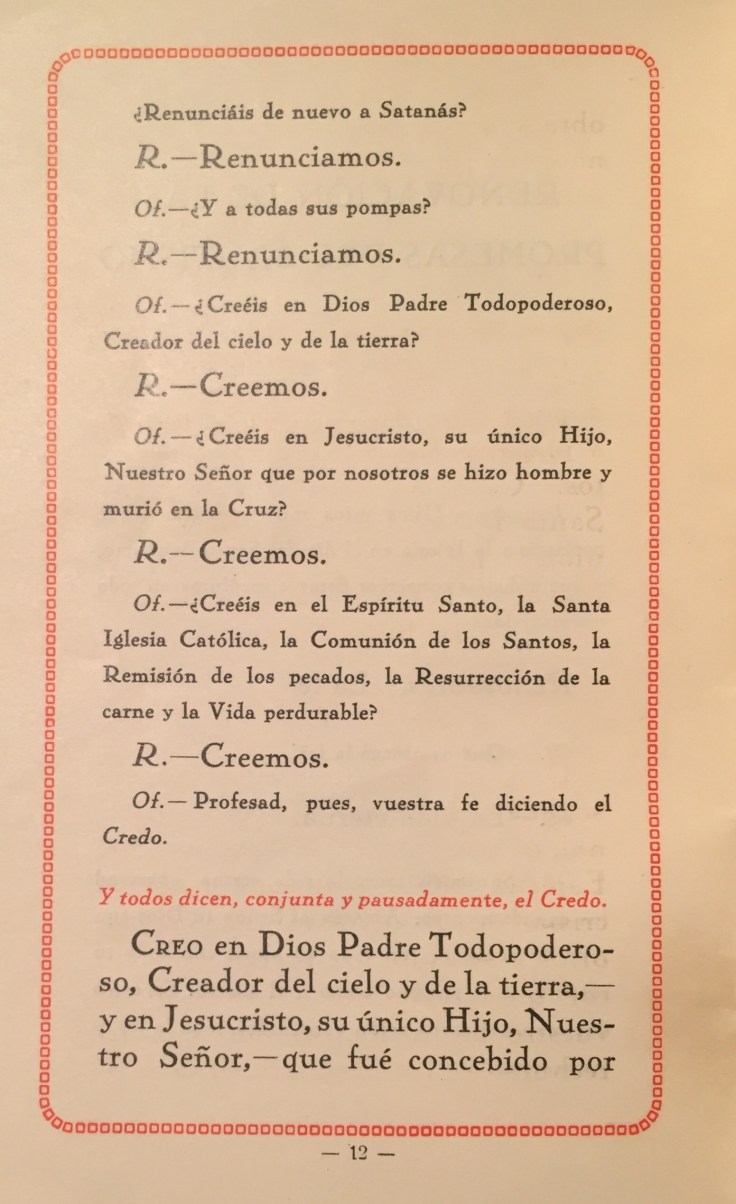 ¿Renunciáis de nuevo a Satanás?
R.—Renunciamos.
Of.—¿Y a todas sus pompas?
R.—Renunciamos.
Of.—¿Creéis en Dios Padre Todopoderoso,
Creador del cielo y de la tierra?
R.—Creemos.
Of.—¿Creéis en Jesucristo, su único Hijo,
Nuestro Señor que por nosotros se hizo hombre y
murió en la Cruz?
R.—Creemos.
Of.—¿Creéis en el Espíritu Santo, la Santa
Iglesia Católica, la Comunión de los Santos, la
Remisión de los pecados, la Resurrección de la
carne y la Vida perdurable?
R.—Creemos.
Of.—Profesad, pues, vuestra fe diciendo el
Credo.
Y todos dicen, conjunta y pausadamente, el Credo.
CREO en Dios Padre Todopodero-
so, Creador del cielo y de la tierra,—
y en Jesucristo, su único Hijo, Nues-
tro Señor,—que fué concebido por
— 12 —